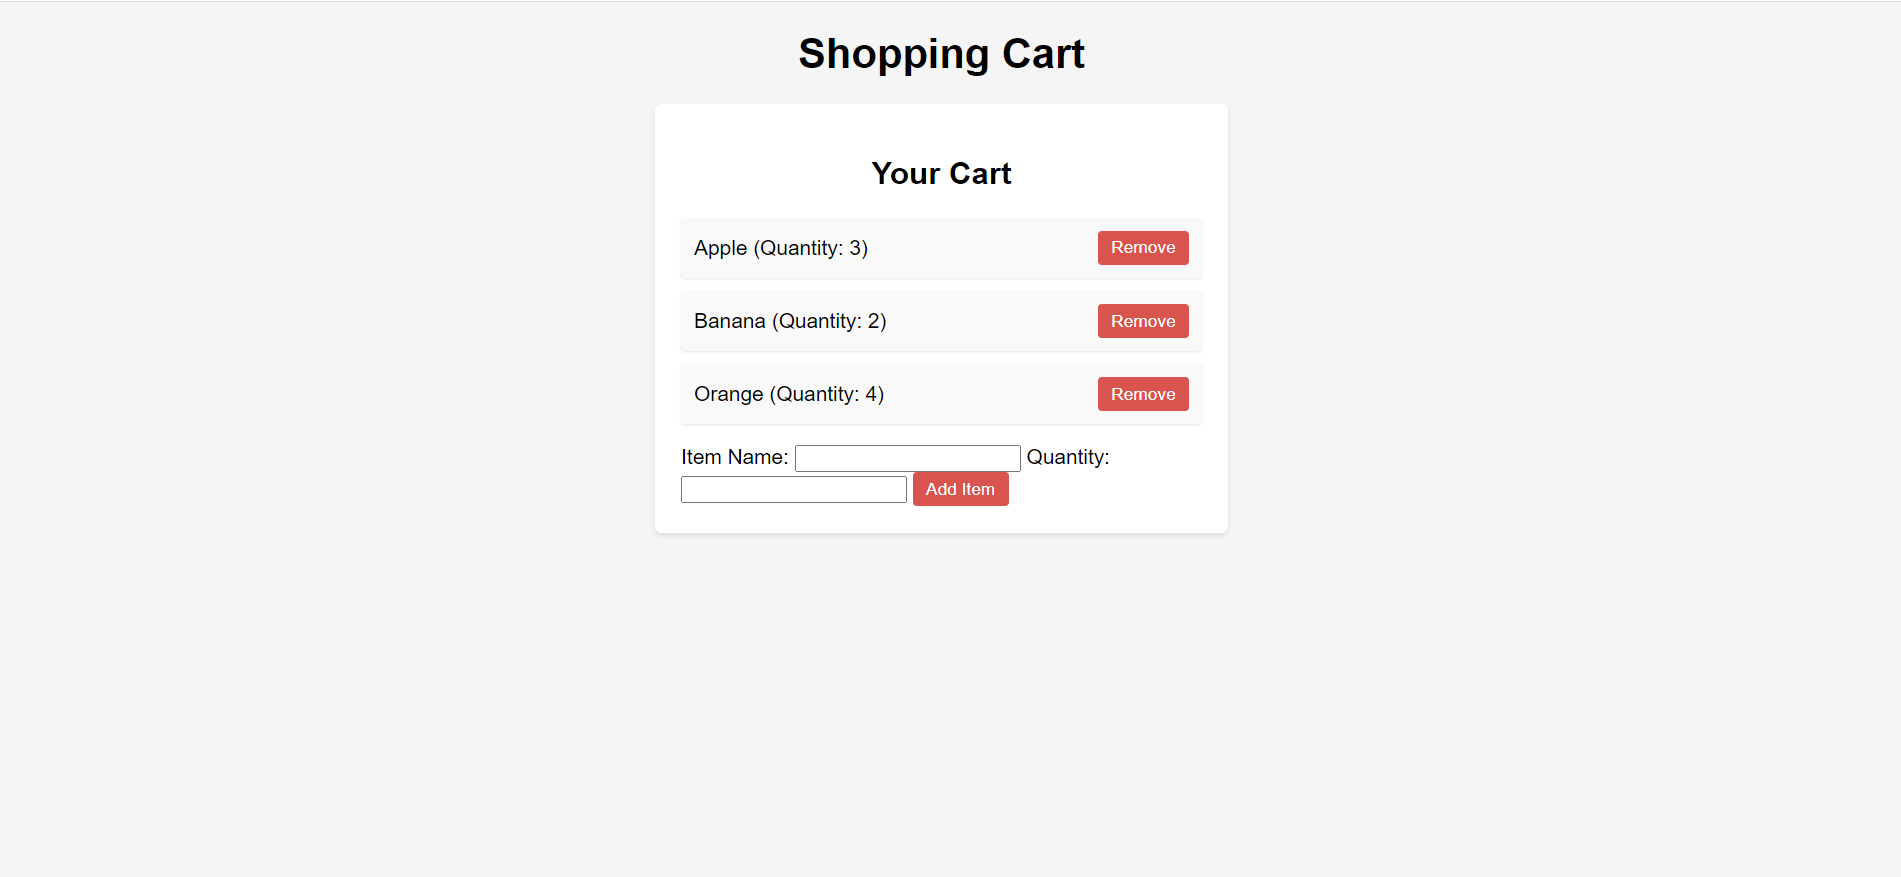 Shopping Cart
Your Cart
Apple (Quantity: 3) Remove
Banana (Quantity: 2) Remove
Orange (Quantity: 4) Remove
Item Name: Quantity:
Add Item